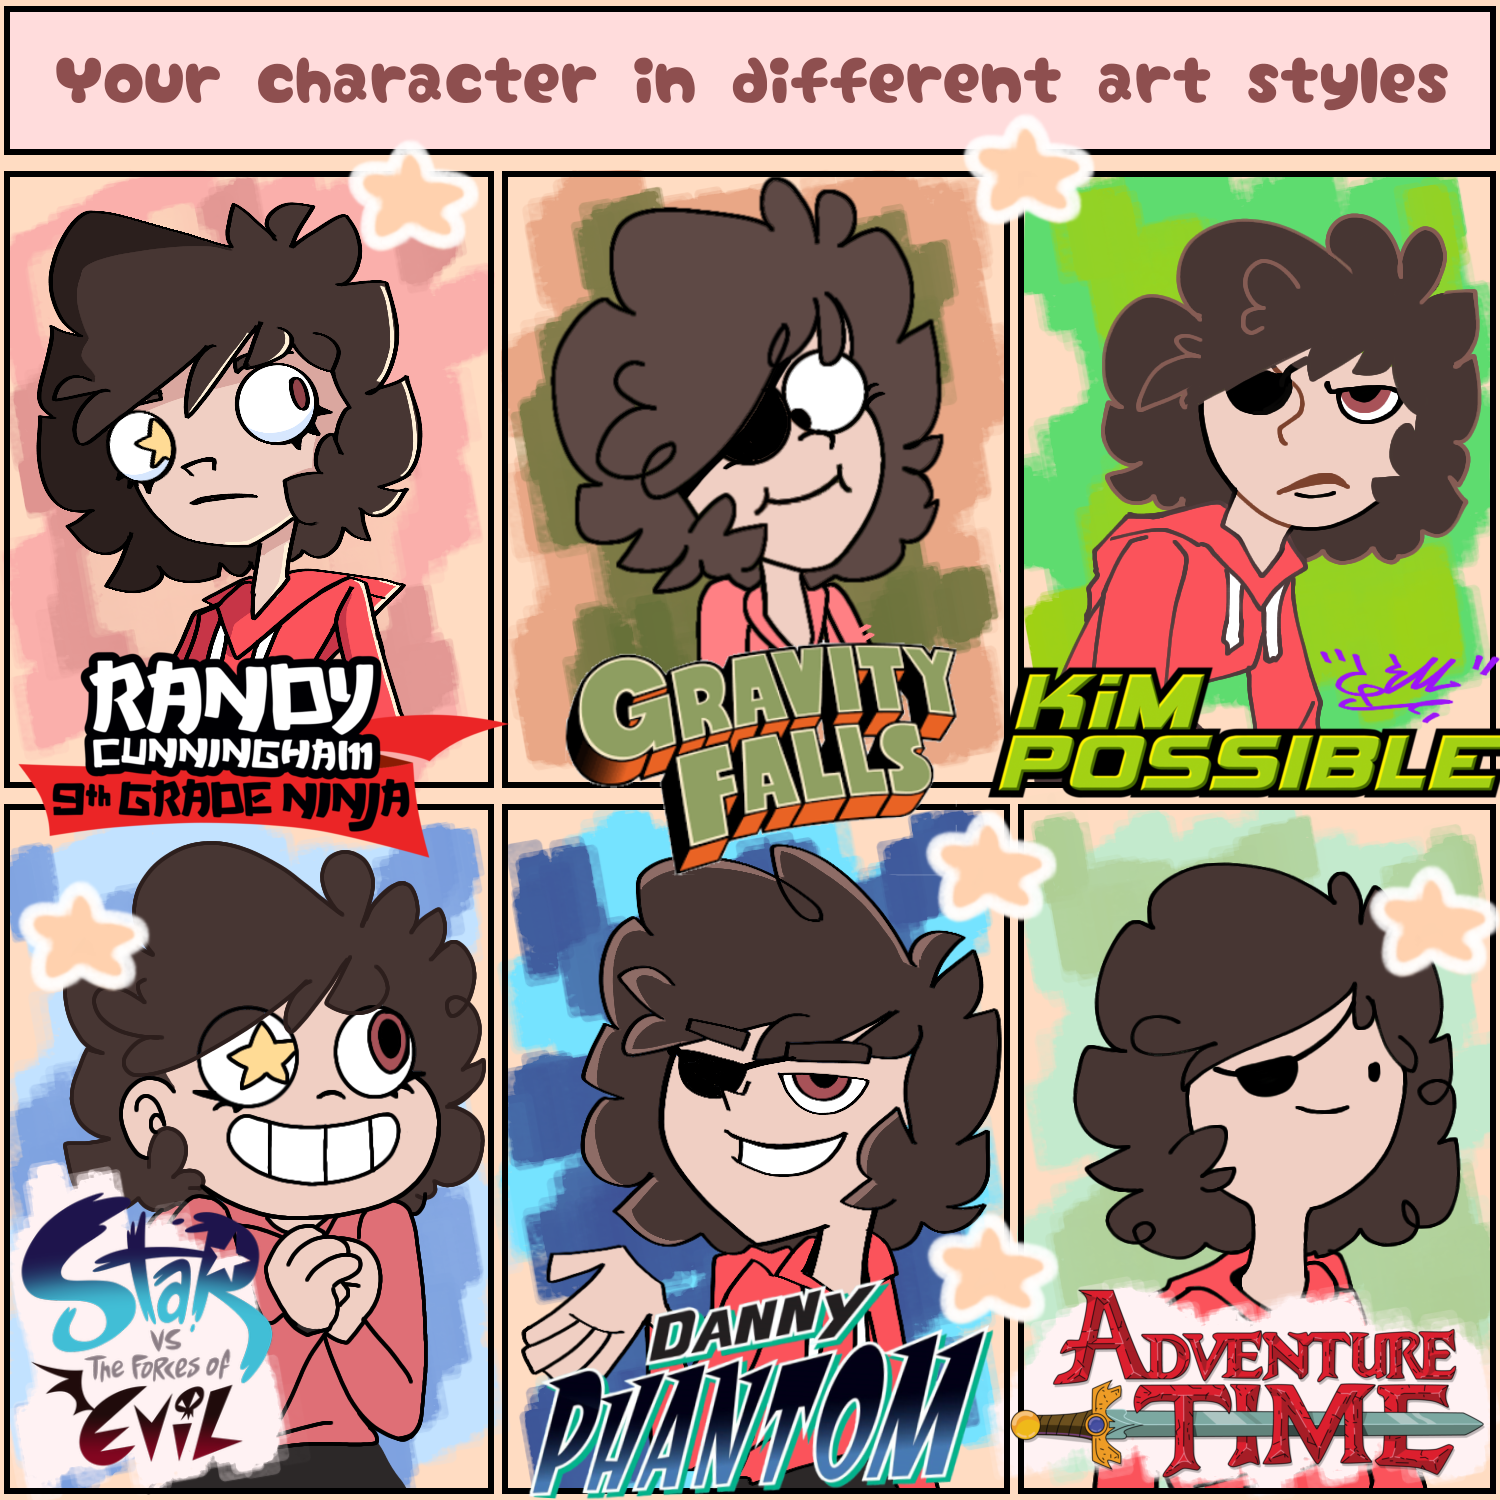 Your character in different art styles
RANDY
CUNNINGHAM
9th GRADE NINJA
GRAVITY
FALLS
KiM
POSSIBLE
STAR
VS
THE FORCES OF
EViL
DANNY
PHANTOM
ADVENTURE
TIME